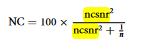 NC = 100 × ncsnr² / (ncsnr² + 1/n)